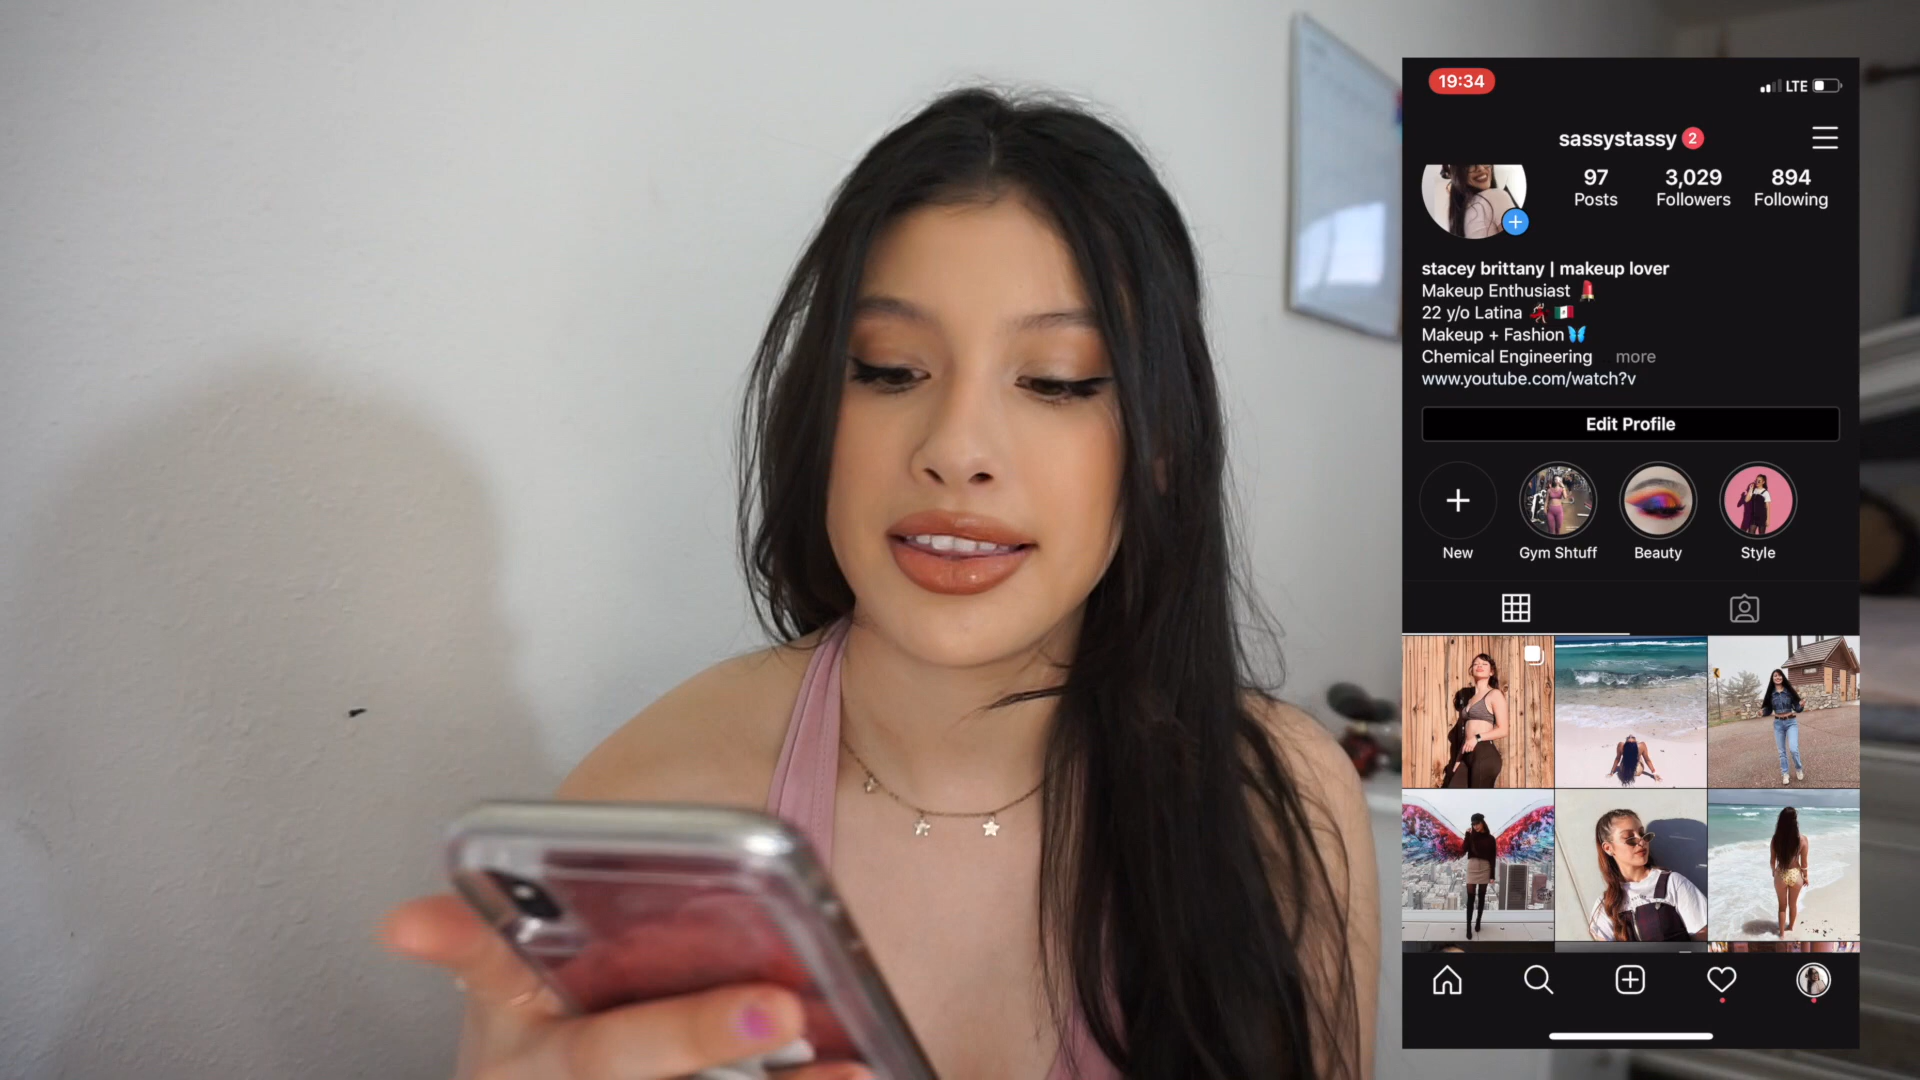 19:34
LTE
sassystassy 2
97 3,029 894
Posts Followers Following
stacey brittany | makeup lover
Makeup Enthusiast 💄
22 y/o Latina 💃🏻 🇲🇽
Makeup + Fashion 🦋
Chemical Engineering more
www.youtube.com/watch?v
Edit Profile
New Gym Shtuff Beauty Style